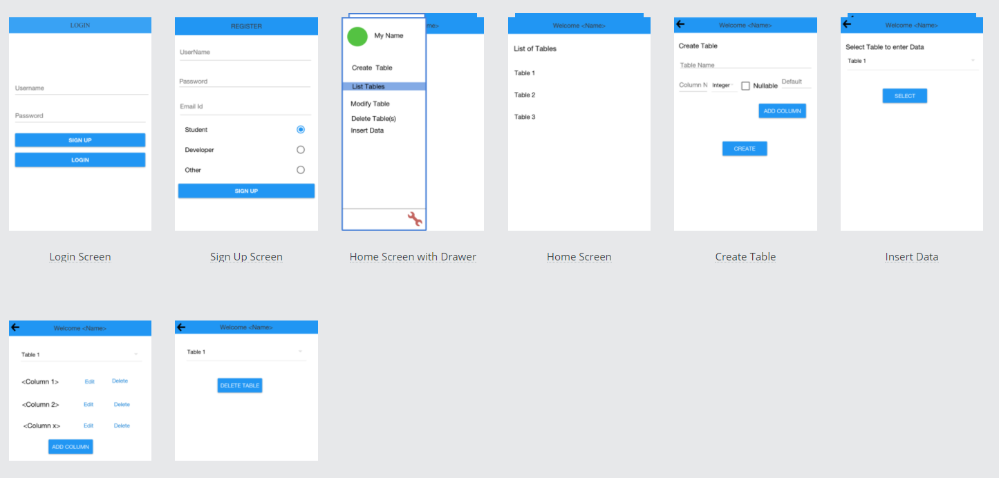 LOGIN
Username
Password
SIGN UP
LOGIN
Login Screen
REGISTER
UserName
Password
Email Id
Student
Developer
Other
SIGN UP
Sign Up Screen
me>
My Name
Create Table
List Tables
Modify Table
Delete Table(s)
Insert Data
Home Screen with Drawer
Welcome <Name>
List of Tables
Table 1
Table 2
Table 3
Home Screen
Welcome <Name>
Create Table
Table Name
Column N Integer Nullable Default
ADD COLUMN
CREATE
Create Table
Welcome <Name>
Select Table to enter Data
Table 1
SELECT
Insert Data
Welcome <Name>
Table 1
<Column 1> Edit Delete
<Column 2> Edit Delete
<Column x> Edit Delete
ADD COLUMN
Welcome <Name>
Table 1
DELETE TABLE